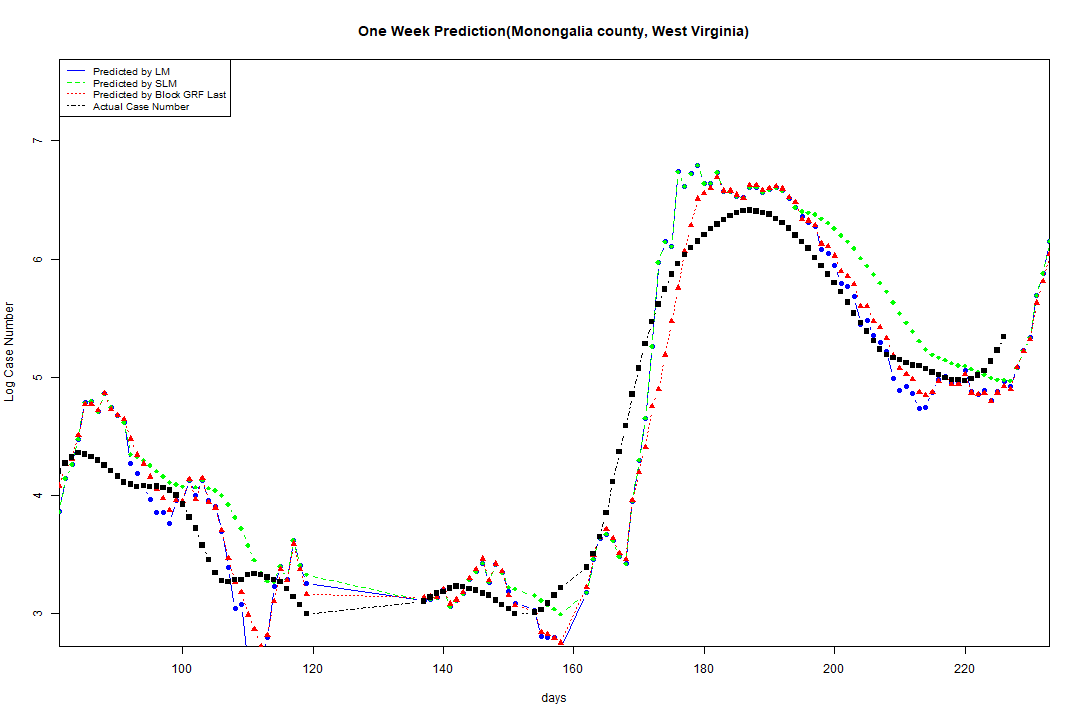 One Week Prediction(Monongalia county, West Virginia)
Predicted by LM
Predicted by SLM
Predicted by Block GRF Last
Actual Case Number
7
6
5
4
3
Log Case Number
100 120 140 160 180 200 220
days